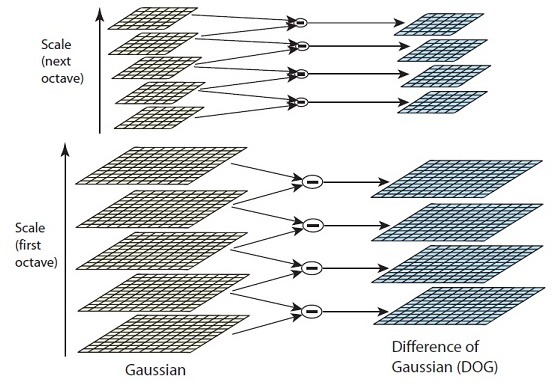 Scale
(next
octave)
Scale
(first
octave)
Gaussian
Difference of
Gaussian (DOG)